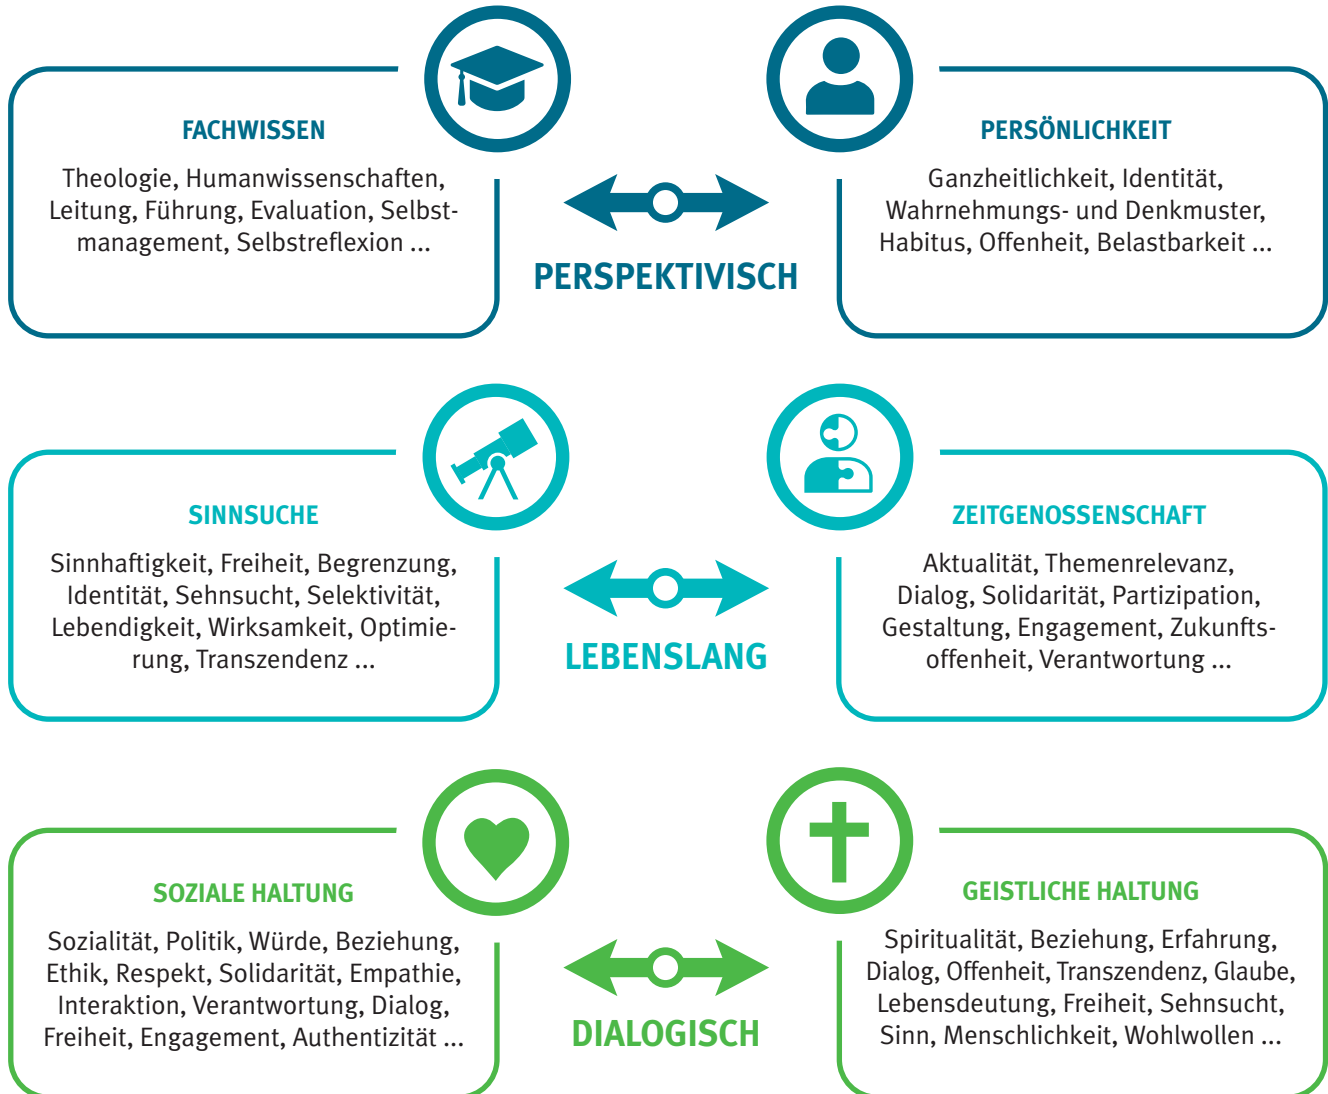 FACHWISSEN
Theologie, Humanwissenschaften,
Leitung, Führung, Evaluation, Selbst-
management, Selbstreflexion ...
PERSPEKTIVISCH
PERSÖNLICHKEIT
Ganzheitlichkeit, Identität,
Wahrnehmungs- und Denkmuster,
Habitus, Offenheit, Belastbarkeit ...
SINNSUCHE
Sinnhaftigkeit, Freiheit, Begrenzung,
Identität, Sehnsucht, Selektivität,
Lebendigkeit, Wirksamkeit, Optimie-
rung, Transzendenz ...
LEBENSLANG
ZEITGENOSSENSCHAFT
Aktualität, Themenrelevanz,
Dialog, Solidarität, Partizipation,
Gestaltung, Engagement, Zukunfts-
offenheit, Verantwortung ...
SOZIALE HALTUNG
Sozialität, Politik, Würde, Beziehung,
Ethik, Respekt, Solidarität, Empathie,
Interaktion, Verantwortung, Dialog,
Freiheit, Engagement, Authentizität ...
DIALOGISCH
GEISTLICHE HALTUNG
Spiritualität, Beziehung, Erfahrung,
Dialog, Offenheit, Transzendenz, Glaube,
Lebensdeutung, Freiheit, Sehnsucht,
Sinn, Menschlichkeit, Wohlwollen ...